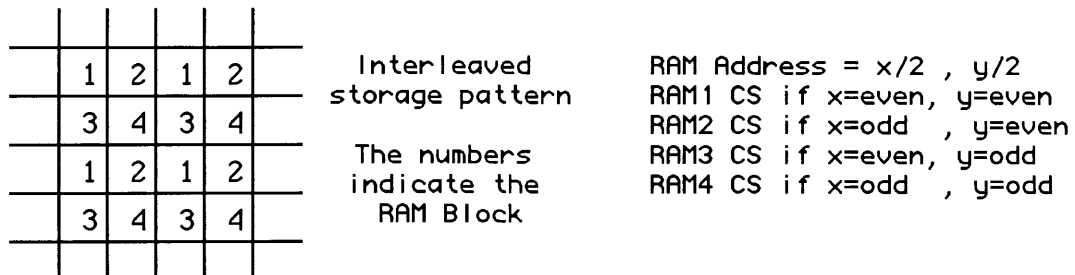 1 2 1 2
3 4 3 4
1 2 1 2
3 4 3 4
Interleaved
storage pattern
The numbers
indicate the
RAM Block
RAM Address = x/2 , y/2
RAM1 CS if x=even, y=even
RAM2 CS if x=odd , y=even
RAM3 CS if x=even, y=odd
RAM4 CS if x=odd , y=odd